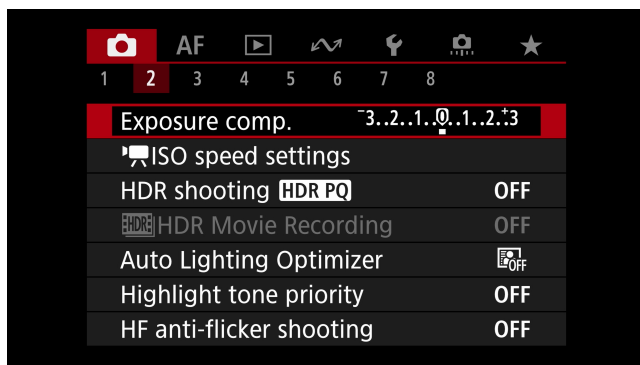 AF
1 2 3 4 5 6 7 8
Exposure comp. -3..2..1..0..1..2.+3
ISO speed settings
HDR shooting HDR PQ OFF
HDR HDR Movie Recording OFF
Auto Lighting Optimizer OFF
Highlight tone priority OFF
HF anti-flicker shooting OFF